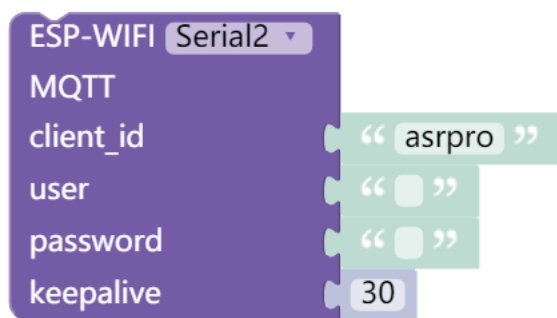 ESP-WIFI Serial2
MQTT
client_id “ asrpro ”
user “ ”
password “ ”
keepalive 30